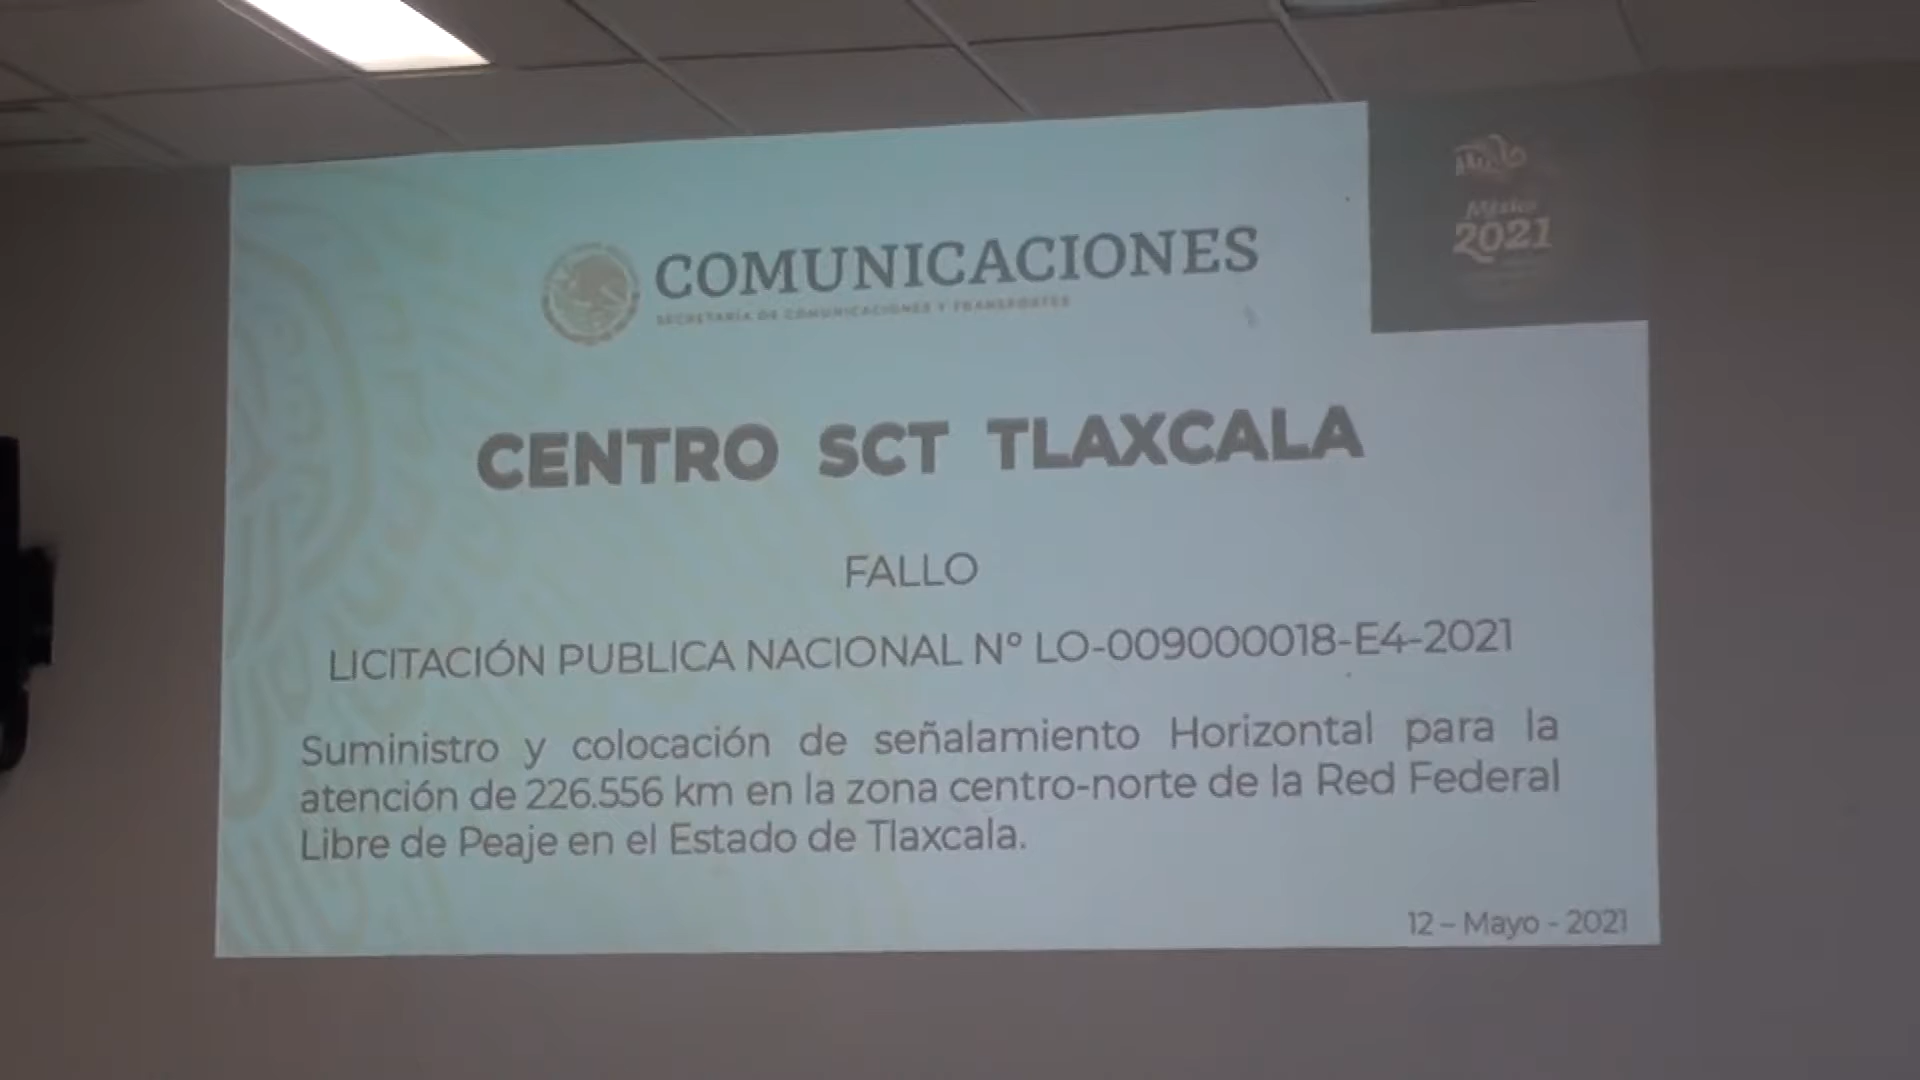 México
2021
COMUNICACIONES
SECRETARÍA DE COMUNICACIONES Y TRANSPORTES
CENTRO SCT TLAXCALA
FALLO
LICITACIÓN PUBLICA NACIONAL Nº LO-009000018-E4-2021
Suministro y colocación de señalamiento Horizontal para la
atención de 226.556 km en la zona centro-norte de la Red Federal
Libre de Peaje en el Estado de Tlaxcala.
12 – Mayo - 2021